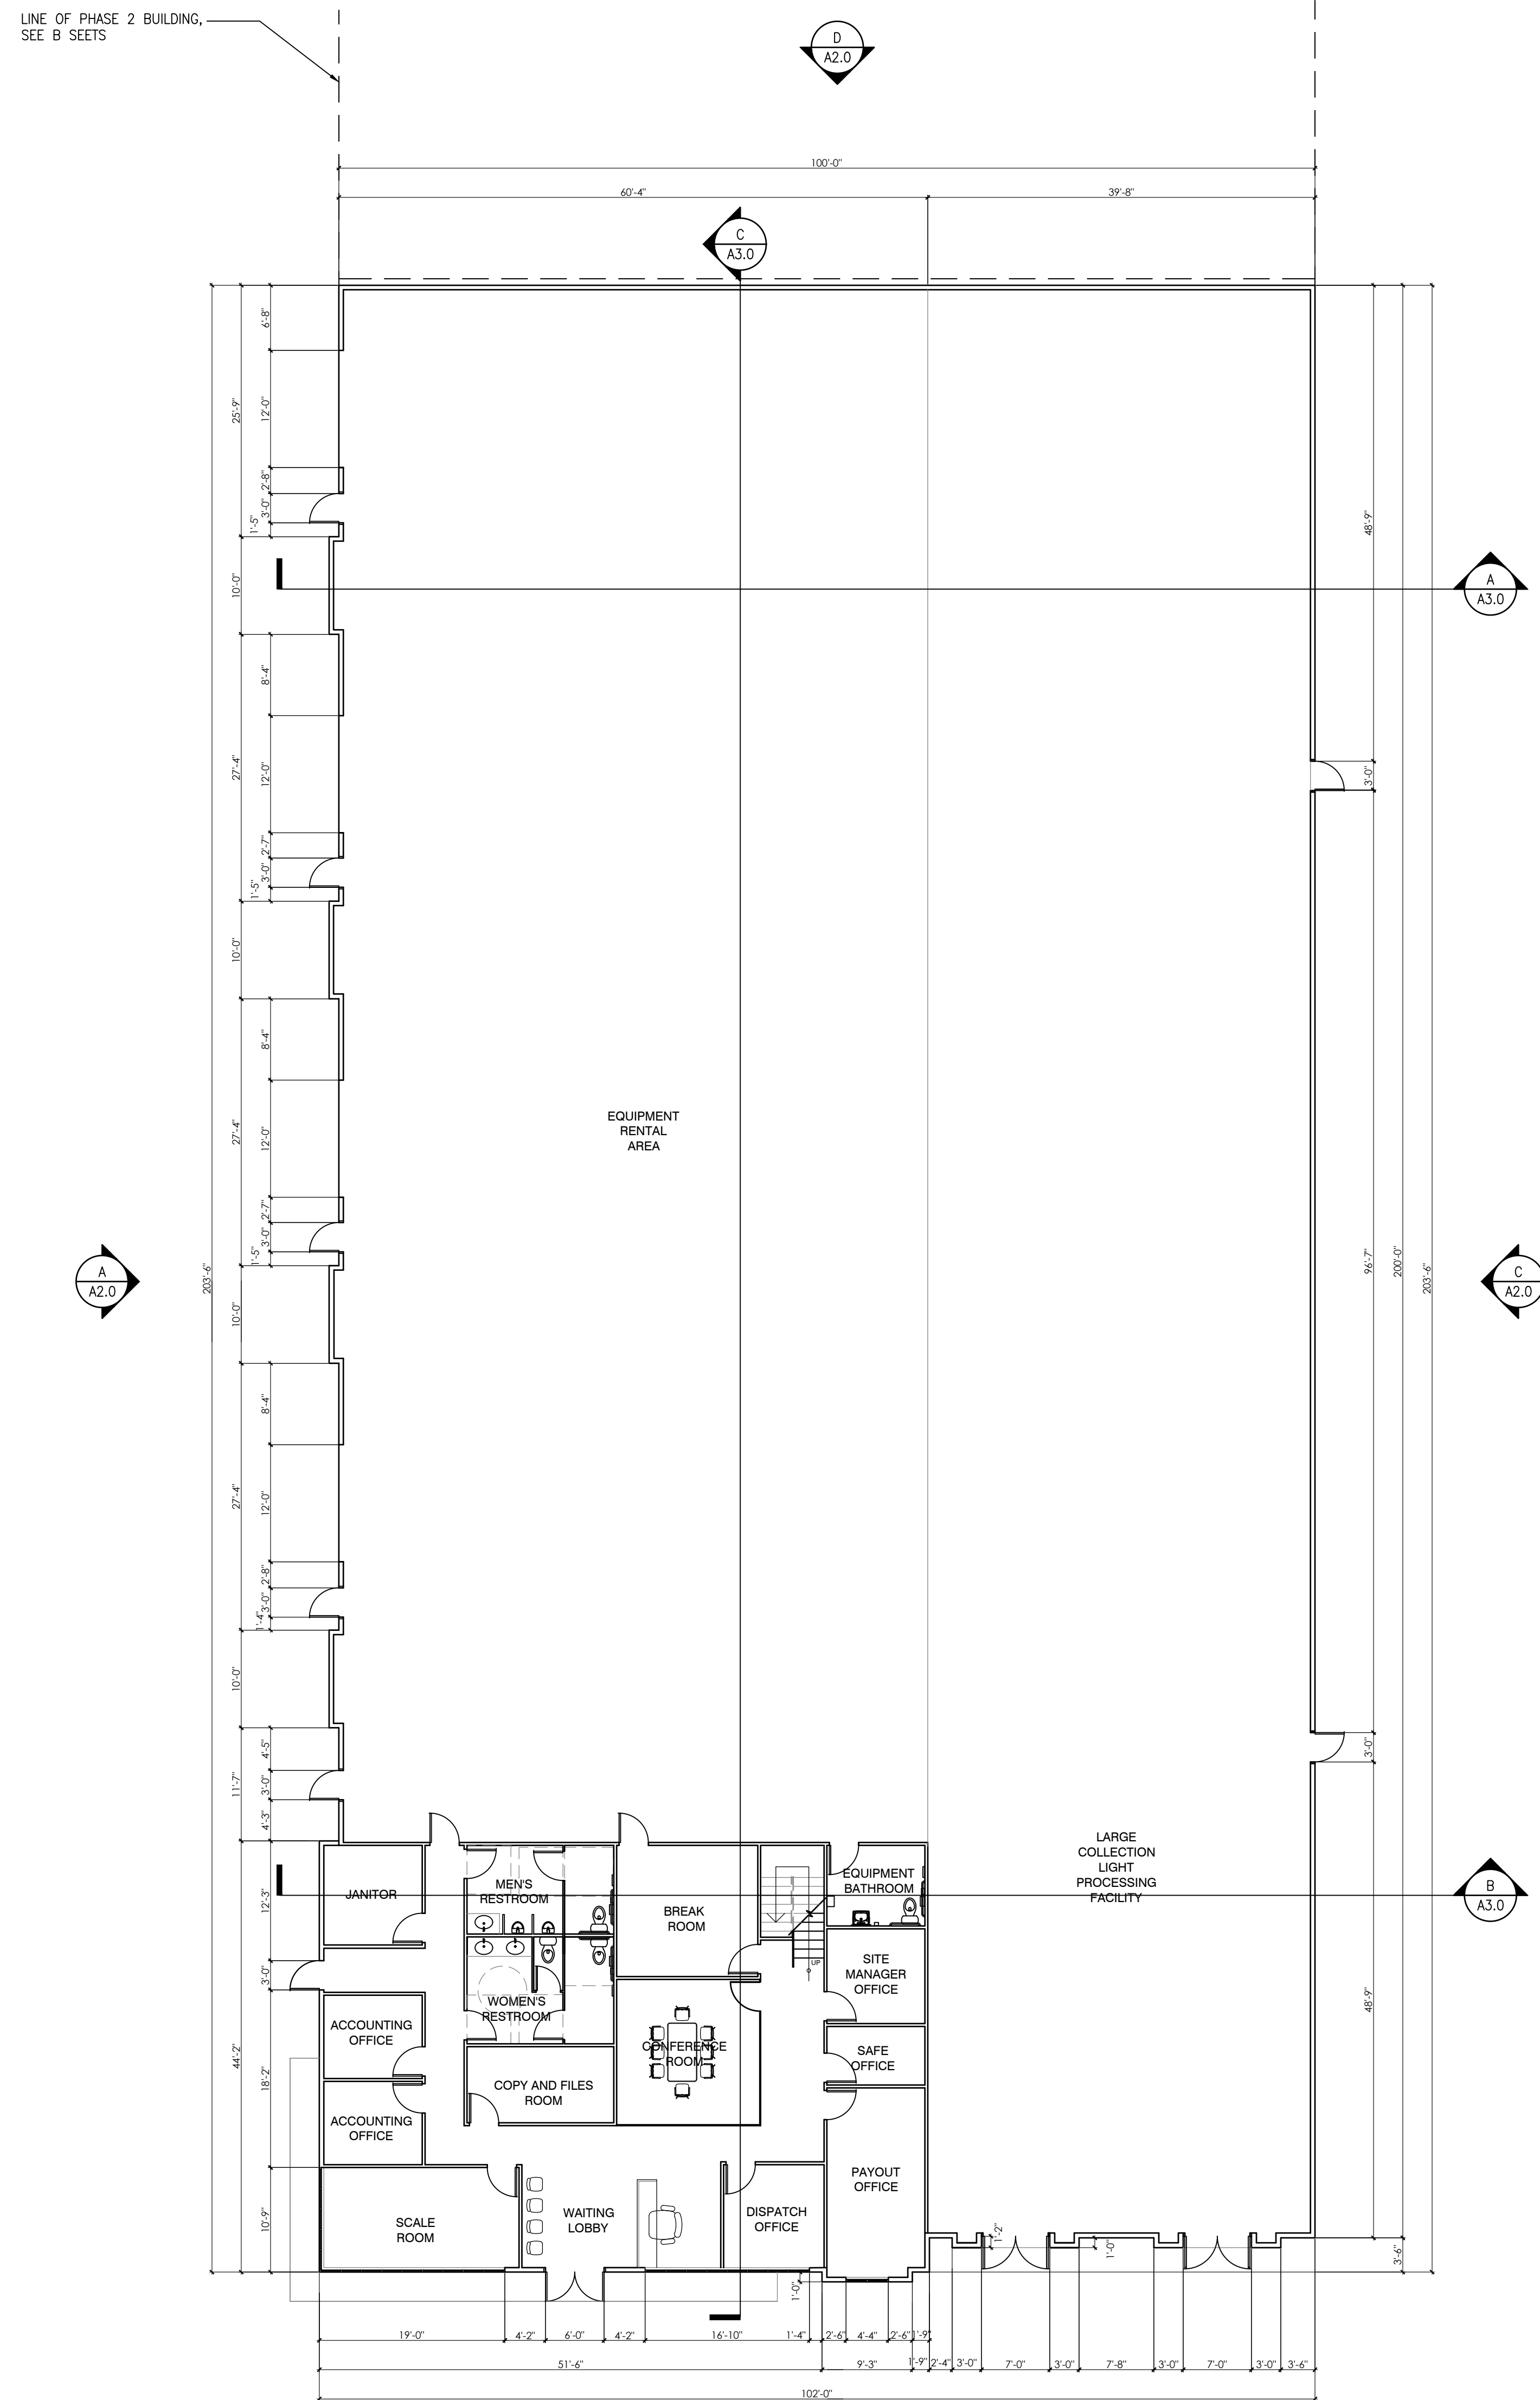 LINE OF PHASE 2 BUILDING,
SEE B SEETS
D
A2.0
100'-0"
60'-4"
39'-8"
C
A3.0
6'-8"
25'-9"
12'-0"
2'-8"
3'-0"
1'-5"
48'-9"
10'-0"
A
A3.0
8'-4"
27'-4"
12'-0"
3'-0"
2'-7"
3'-0"
1'-5"
10'-0"
8'-4"
27'-4"
12'-0"
EQUIPMENT
RENTAL
AREA
2'-7"
3'-0"
1'-5"
A
A2.0
203'-6"
96'-7"
200'-0"
203'-6"
C
A2.0
10'-0"
8'-4"
27'-4"
12'-0"
2'-8"
3'-0"
1'-4"
10'-0"
4'-5"
3'-0"
11'-7"
3'-0"
4'-3"
LARGE
COLLECTION
LIGHT
PROCESSING
FACILITY
12'-3"
JANITOR
MEN'S
RESTROOM
BREAK
ROOM
EQUIPMENT
BATHROOM
B
A3.0
UP
SITE
MANAGER
OFFICE
3'-0"
48'-9"
WOMEN'S
RESTROOM
ACCOUNTING
OFFICE
CONFERENCE
ROOM
SAFE
OFFICE
44'-2"
18'-2"
COPY AND FILES
ROOM
ACCOUNTING
OFFICE
PAYOUT
OFFICE
10'-9"
SCALE
ROOM
WAITING
LOBBY
DISPATCH
OFFICE
1'-2"
1'-0"
3'-6"
1'-0"
19'-0"
4'-2"
6'-0"
4'-2"
16'-10"
1'-4"
2'-6"
4'-4"
2'-6"
1'-9"
51'-6"
9'-3"
1'-9"
2'-4"
3'-0"
7'-0"
3'-0"
7'-8"
3'-0"
7'-0"
3'-0"
3'-6"
102'-0"